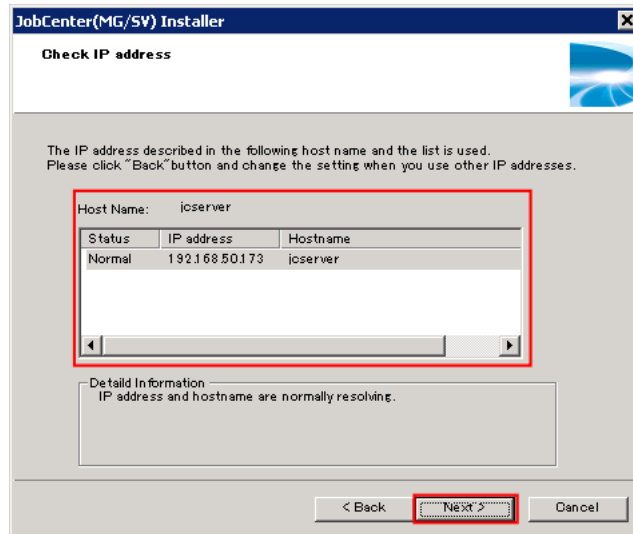 JobCenter(MG/SV) Installer
Check IP address
The IP address described in the following host name and the list is used.
Please click "Back"button and change the setting when you use other IP addresses.
Host Name: jcserver
Status IP address Hostname
Normal 192.168.50.173 jcserver
Detaild Information
IP address and hostname are normally resolving.
< Back Next > Cancel